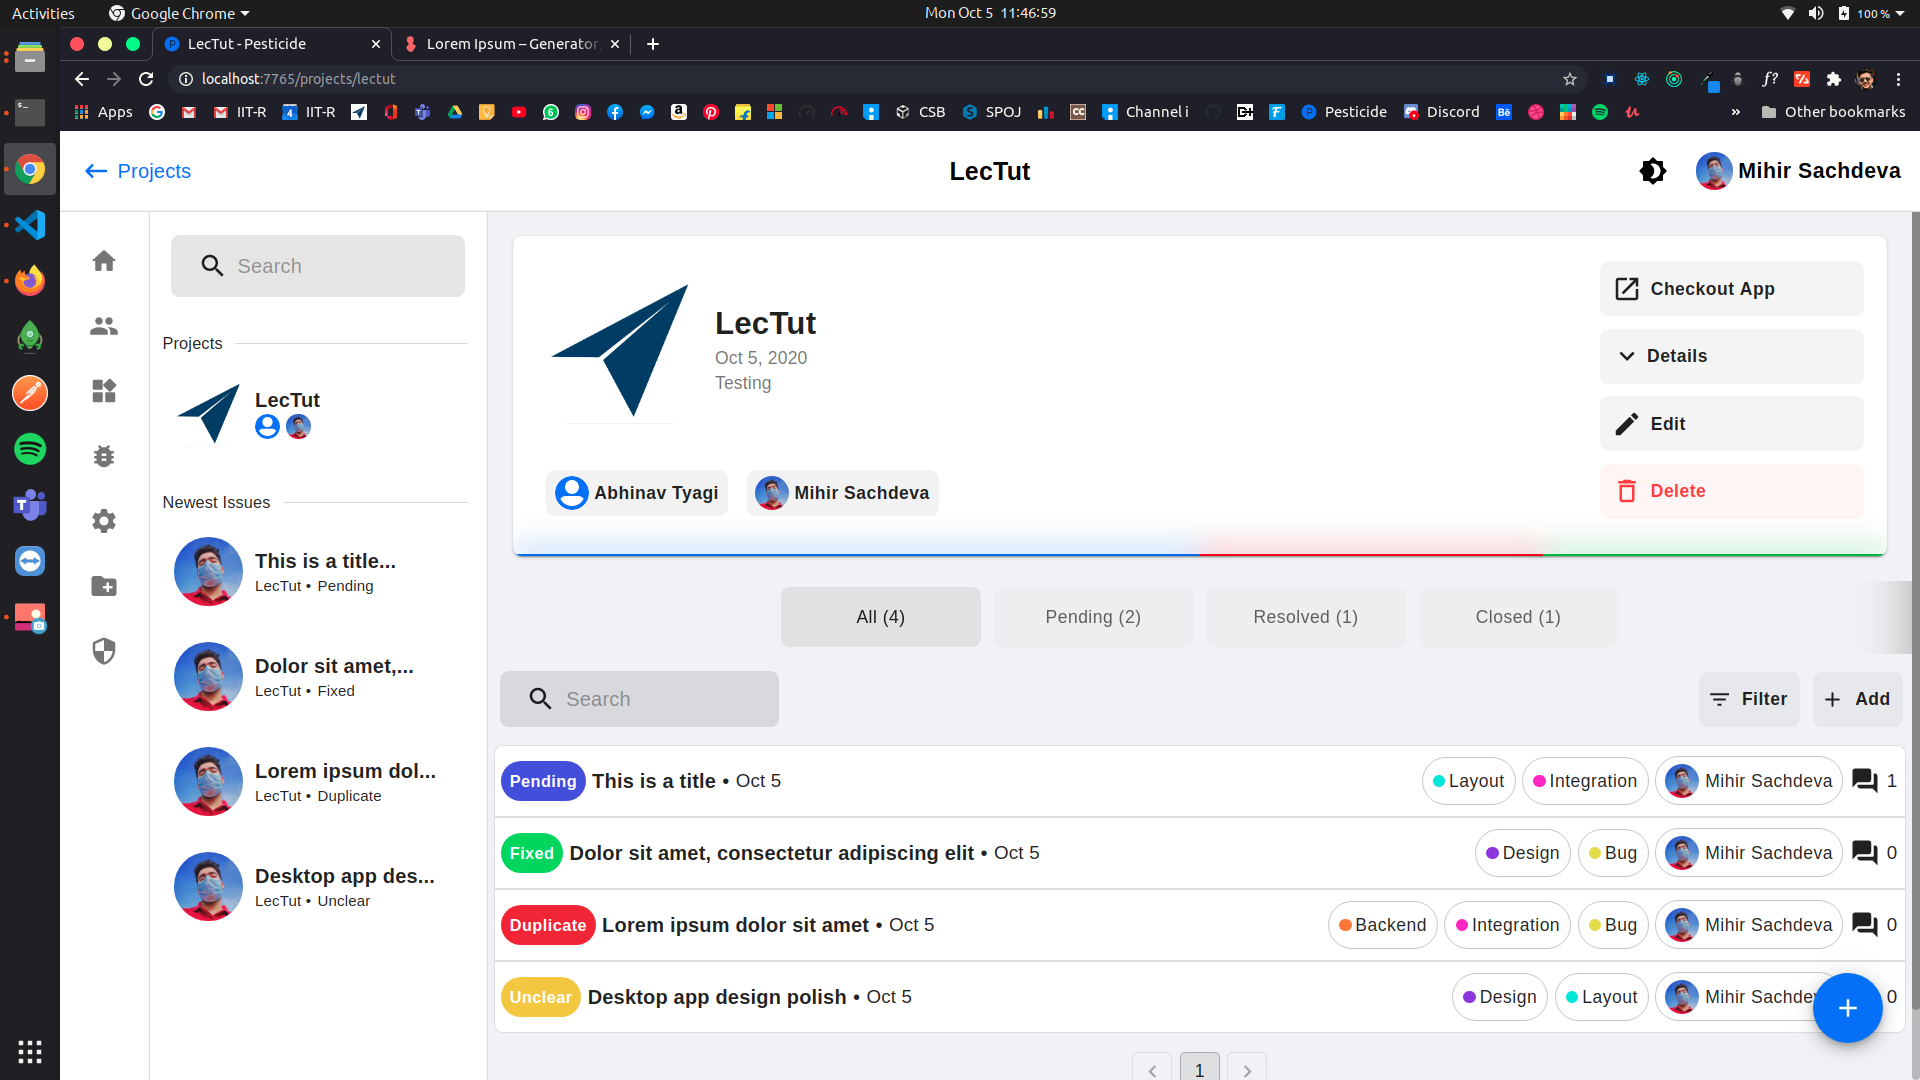 Activities
Google Chrome
Mon Oct 5 11:46:59
100 %
LecTut - Pesticide
Lorem Ipsum – Generator,
localhost:7765/projects/lectut
f?
Apps
IIT-R
4
IIT-R
6
CSB
SPOJ
CC
Channel i
Pesticide
Discord
Bē
»
Other bookmarks
Projects
LecTut
Mihir Sachdeva
Search
Projects
LecTut
Newest Issues
This is a title...
LecTut • Pending
Dolor sit amet,...
LecTut • Fixed
Lorem ipsum dol...
LecTut • Duplicate
Desktop app des...
LecTut • Unclear
LecTut
Oct 5, 2020
Testing
Abhinav Tyagi
Mihir Sachdeva
Checkout App
Details
Edit
Delete
All (4)
Pending (2)
Resolved (1)
Closed (1)
Search
Filter
Add
Pending This is a title • Oct 5 Layout Integration Mihir Sachdeva 1
Fixed Dolor sit amet, consectetur adipiscing elit • Oct 5 Design Bug Mihir Sachdeva 0
Duplicate Lorem ipsum dolor sit amet • Oct 5 Backend Integration Bug Mihir Sachdeva 0
Unclear Desktop app design polish • Oct 5 Design Layout Mihir Sachdev 0
1